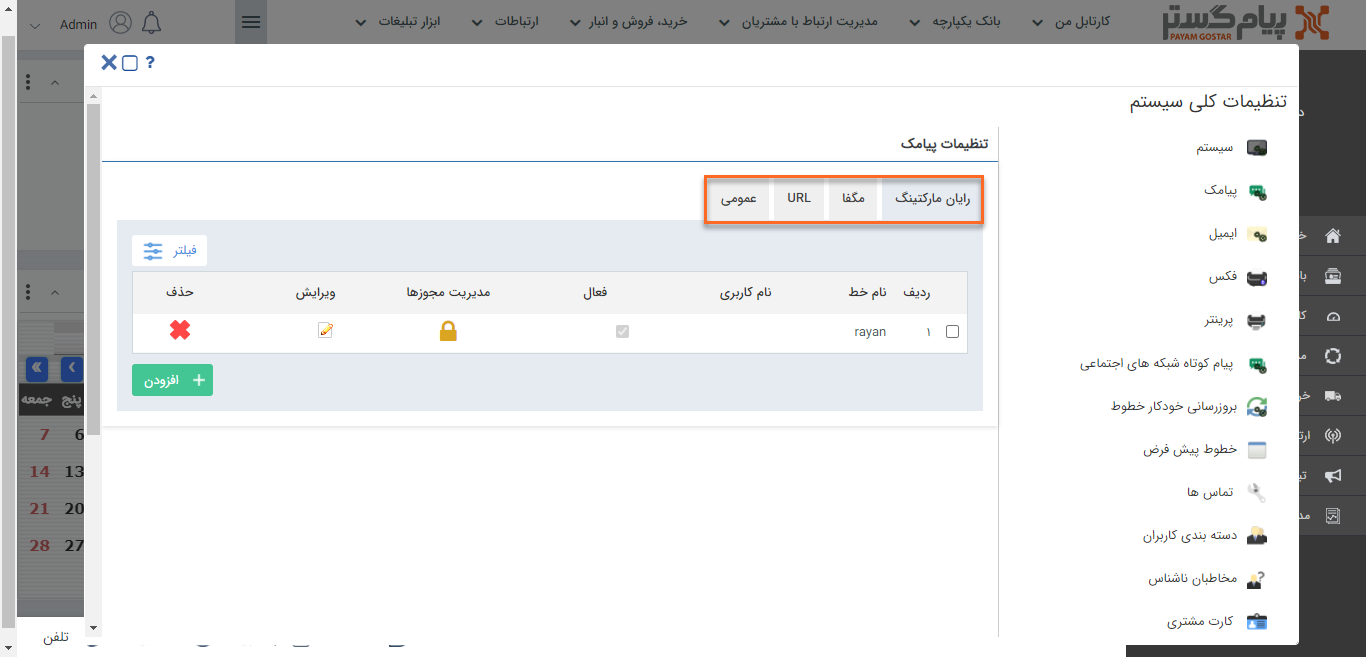 پیام گستر
PAYAM GOSTAR
کارتابل من
بانک یکپارچه
مدیریت ارتباط با مشتریان
خرید، فروش و انبار
ارتباطات
ابزار تبلیغات
Admin
?
تنظیمات کلی سیستم
سیستم
پیامک
ایمیل
فکس
پرینتر
پیام کوتاه شبکه های اجتماعی
بروزرسانی خودکار خطوط
خطوط پیش فرض
تماس ها
دسته بندی کاربران
مخاطبان ناشناس
کارت مشتری
تنظیمات پیامک
رایان مارکتینگ
مگفا
URL
عمومی
فیلتر
ردیف نام خط نام کاربری فعال مدیریت مجوزها ویرایش حذف
۱ rayan
افزودن
پنج جمعه
7 6
14 13
21 20
28 27
تلفن